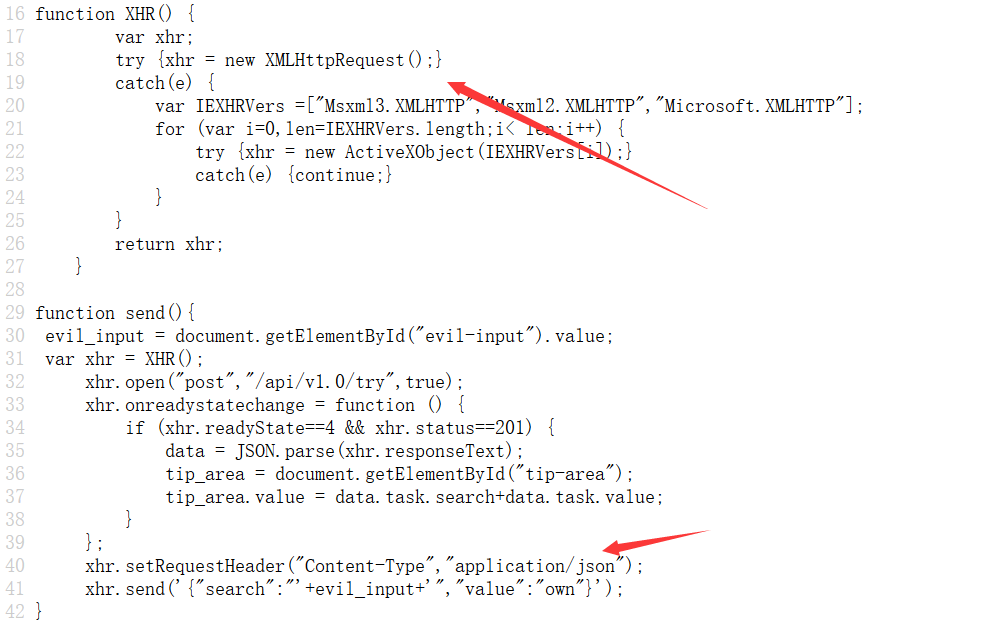 16 function XHR() {
17         var xhr;
18         try {xhr = new XMLHttpRequest();}
19         catch(e) {
20             var IEXHRVers =["Msxml3.XMLHTTP","Msxml2.XMLHTTP","Microsoft.XMLHTTP"];
21             for (var i=0,len=IEXHRVers.length;i< len;i++) {
22                 try {xhr = new ActiveXObject(IEXHRVers[i]);}
23                 catch(e) {continue;}
24             }
25         }
26         return xhr;
27     }
28
29 function send(){
30  evil_input = document.getElementById("evil-input").value;
31  var xhr = XHR();
32      xhr.open("post","/api/v1.0/try",true);
33      xhr.onreadystatechange = function () {
34          if (xhr.readyState==4 && xhr.status==201) {
35              data = JSON.parse(xhr.responseText);
36              tip_area = document.getElementById("tip-area");
37              tip_area.value = data.task.search+data.task.value;
38          }
39      };
40      xhr.setRequestHeader("Content-Type","application/json");
41      xhr.send('{"search":"'+evil_input+'","value":"own"}');
42 }